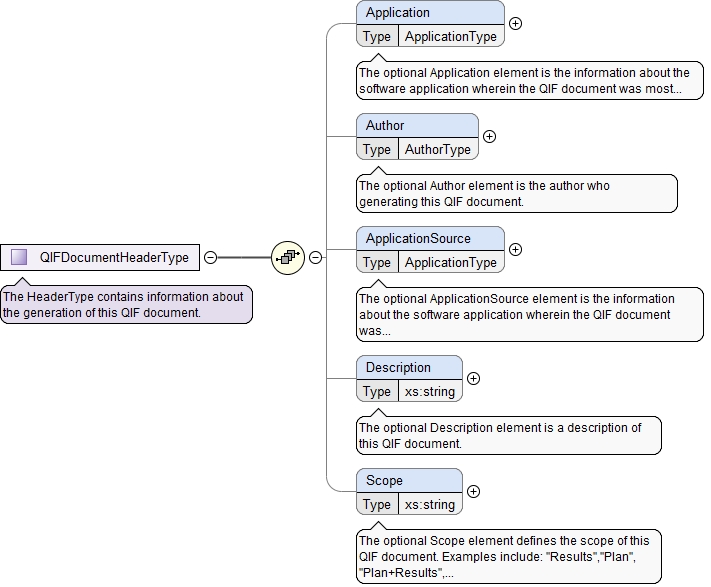 Application
Type ApplicationType
The optional Application element is the information about the
software application wherein the QIF document was most...
Author
Type AuthorType
The optional Author element is the author who
generating this QIF document.
QIFDocumentHeaderType
The HeaderType contains information about
the generation of this QIF document.
ApplicationSource
Type ApplicationType
The optional ApplicationSource element is the information
about the software application wherein the QIF document
was...
Description
Type xs:string
The optional Description element is a description of
this QIF document.
Scope
Type xs:string
The optional Scope element defines the scope of this
QIF document. Examples include: "Results","Plan",
"Plan+Results",...